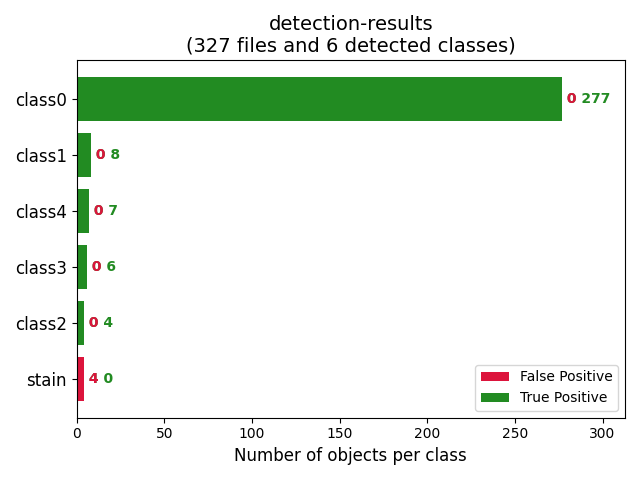 detection-results
(327 files and 6 detected classes)
class0
0 277
class1
0 8
class4
0 7
class3
0 6
class2
0 4
stain
4 0
False Positive
True Positive
0 50 100 150 200 250 300
Number of objects per class